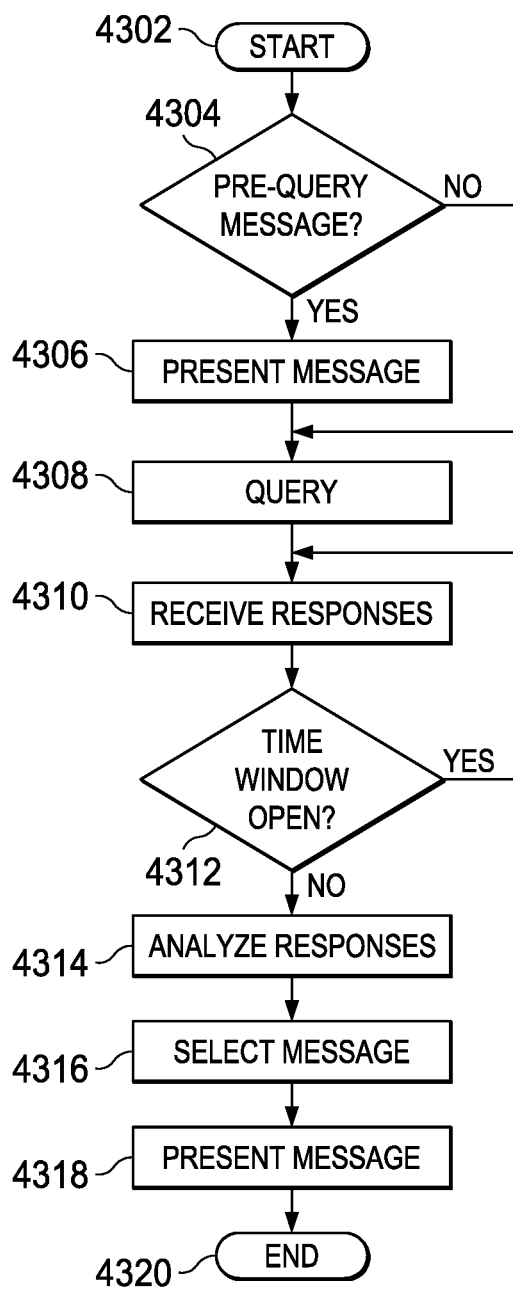 4302
START
4304
PRE-QUERY
MESSAGE?
NO
YES
4306
PRESENT MESSAGE
4308
QUERY
4310
RECEIVE RESPONSES
TIME
WINDOW
OPEN?
YES
4312
NO
4314
ANALYZE RESPONSES
4316
SELECT MESSAGE
4318
PRESENT MESSAGE
END
4320